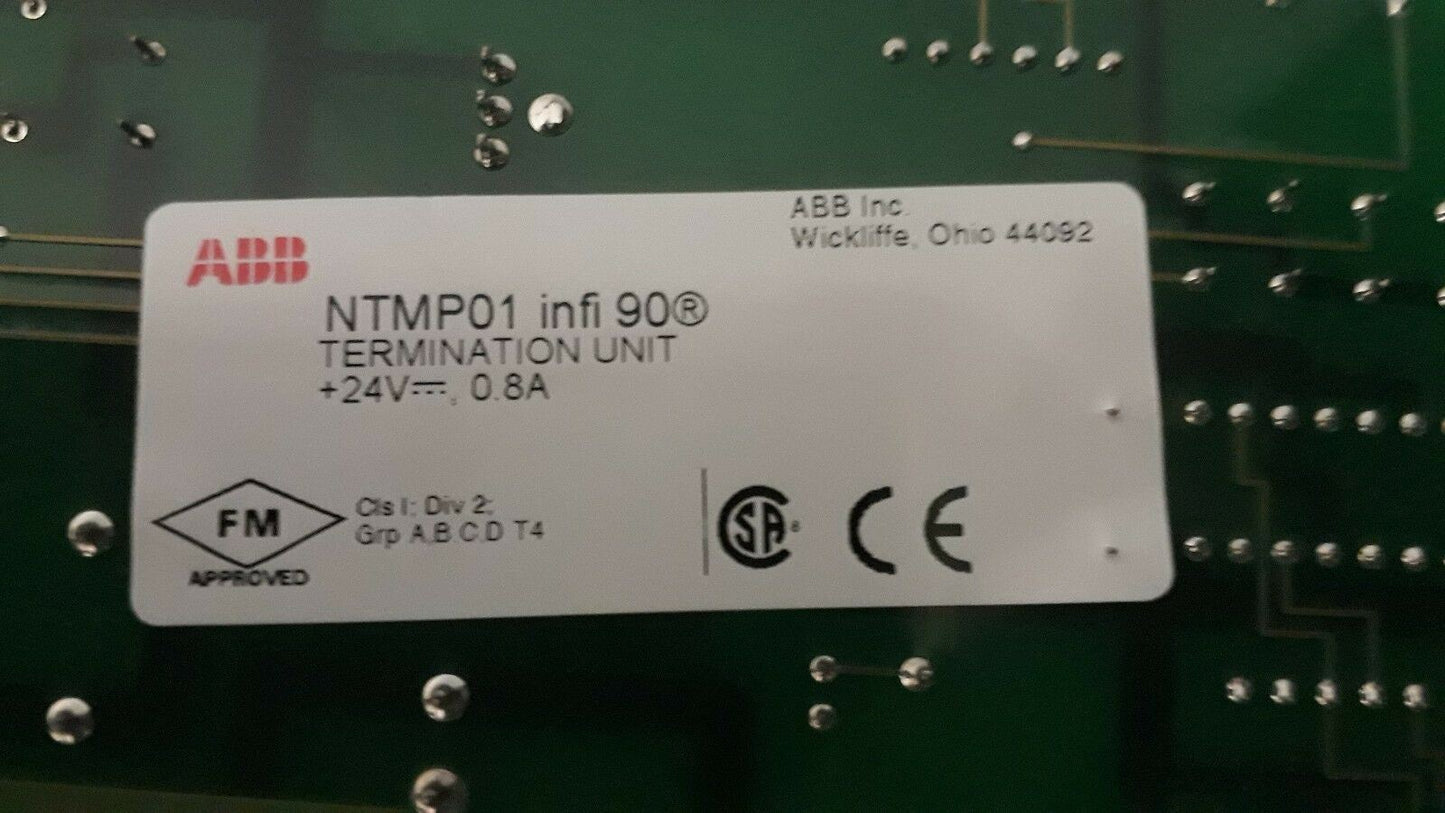 ABB Inc.
Wickliffe, Ohio 44092
ABB
NTMP01 infi 90®
TERMINATION UNIT
+24V⎓, 0.8A
FM
APPROVED
Cls I; Div 2;
Grp A,B,C,D T4
SA®
CE